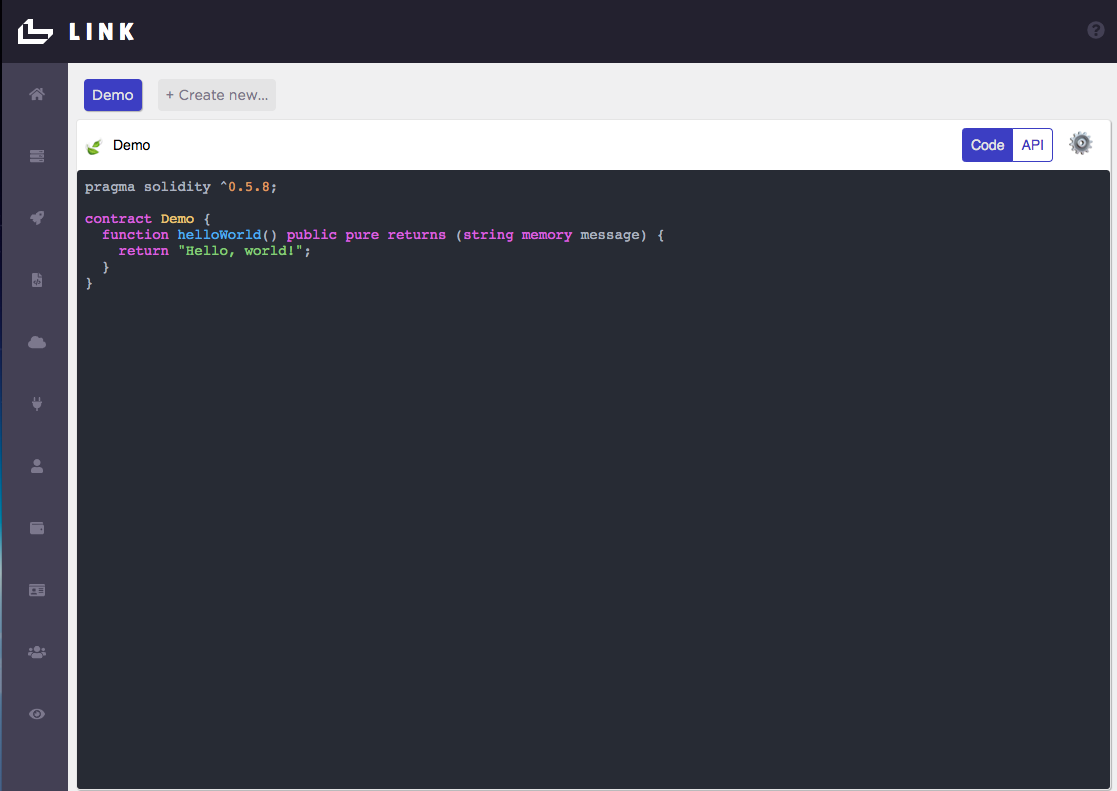 LINK
?
Demo
+ Create new...
Demo
Code
API
pragma solidity ^0.5.8;
contract Demo {
  function helloWorld() public pure returns (string memory message) {
    return "Hello, world!";
  }
}